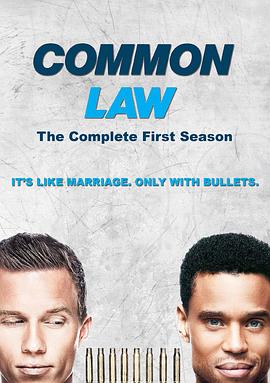 COMMON
LAW
The Complete First Season
IT'S LIKE MARRIAGE. ONLY WITH BULLETS.